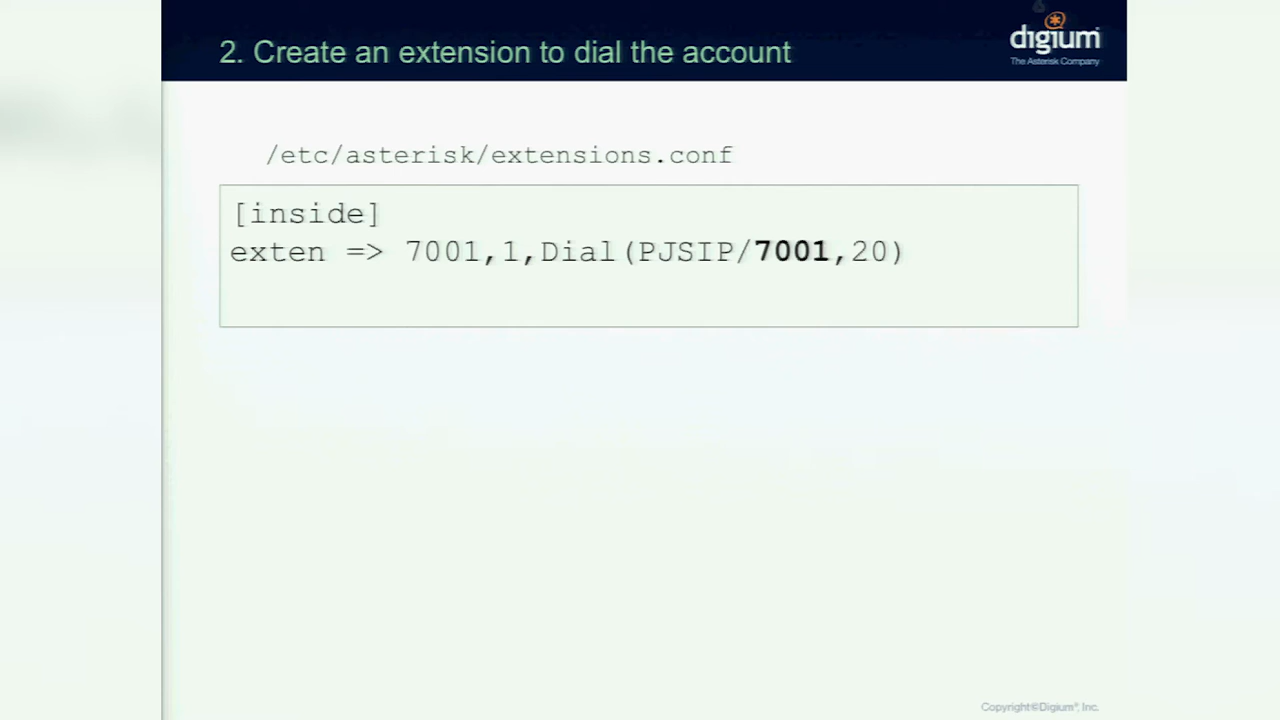 2. Create an extension to dial the account
digium
The Asterisk Company
/etc/asterisk/extensions.conf
[inside]
exten => 7001,1,Dial(PJSIP/7001,20)
Copyright©Digium®, Inc.